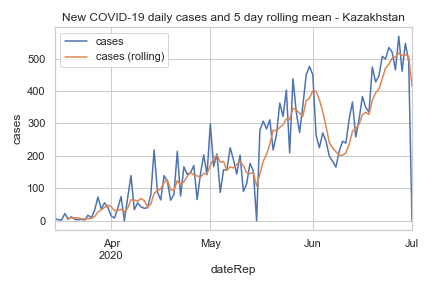 New COVID-19 daily cases and 5 day rolling mean - Kazakhstan
cases
cases (rolling)
500
400
300
200
100
0
cases
Apr
2020
May
Jun
Jul
dateRep